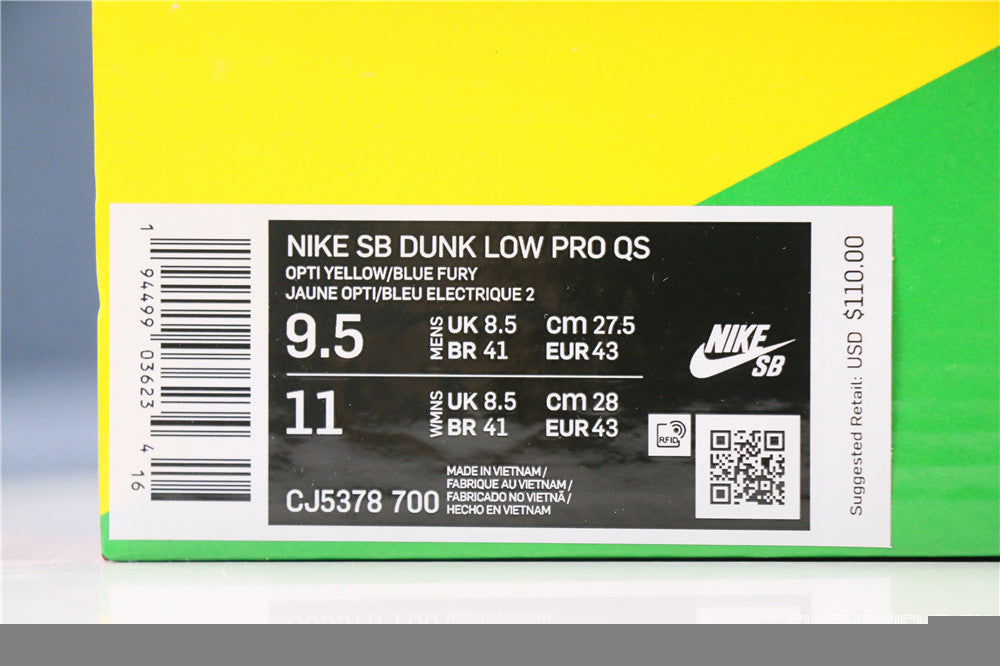 NIKE SB DUNK LOW PRO QS
OPTI YELLOW/BLUE FURY
JAUNE OPTI/BLEU ELECTRIQUE 2
9.5 MENS UK 8.5 cm 27.5
BR 41 EUR 43
11 WMNS UK 8.5 cm 28
BR 41 EUR 43
NIKE
SB
RFID
MADE IN VIETNAM /
FABRIQUE AU VIETNAM /
FABRICADO NO VIETNÃ /
HECHO EN VIETNAM
CJ5378 700
1 94499 03623 4 16
Suggested Retail: USD $110.00